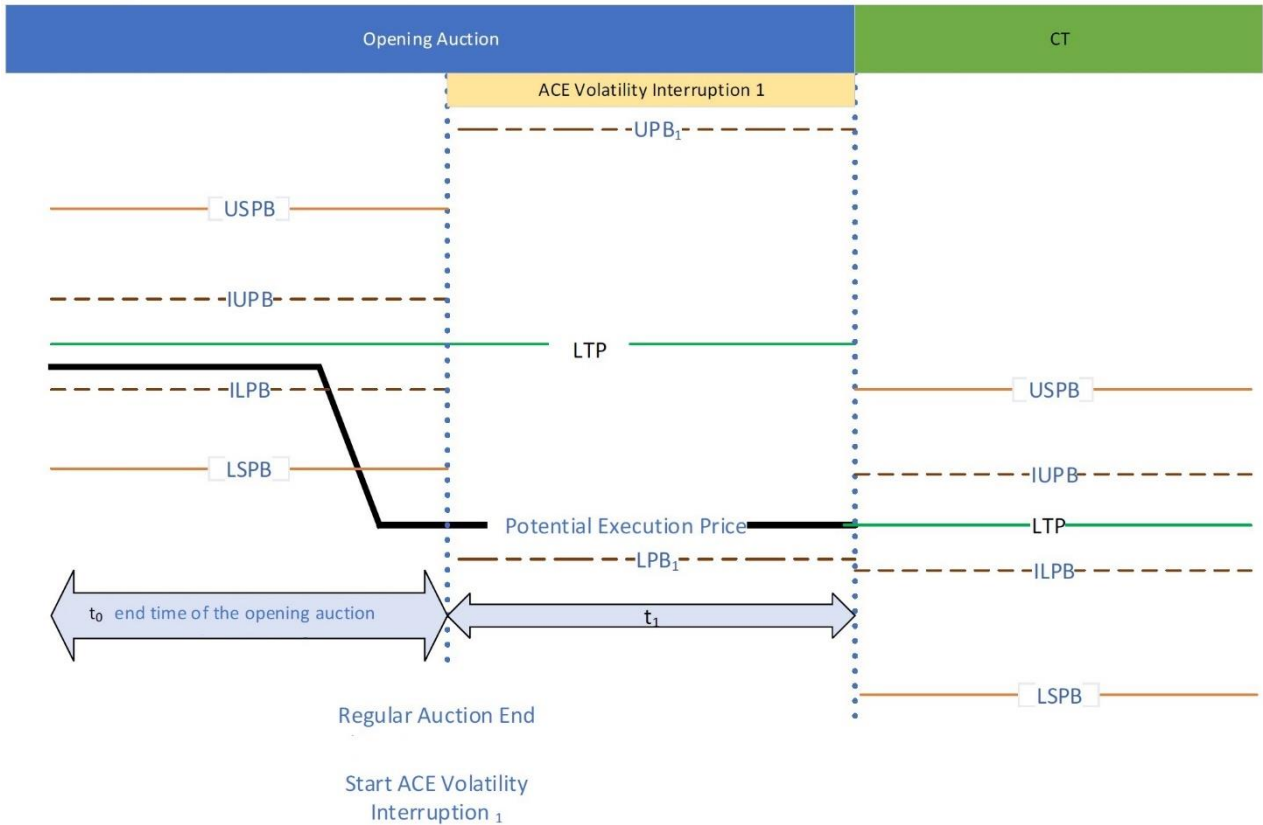 Opening Auction
CT
ACE Volatility Interruption 1
UPB₁
USPB
IUPB
LTP
ILPB
USPB
LSPB
IUPB
Potential Execution Price
LTP
LPB₁
ILPB
t₀ end time of the opening auction
t₁
LSPB
Regular Auction End
Start ACE Volatility
Interruption ₁